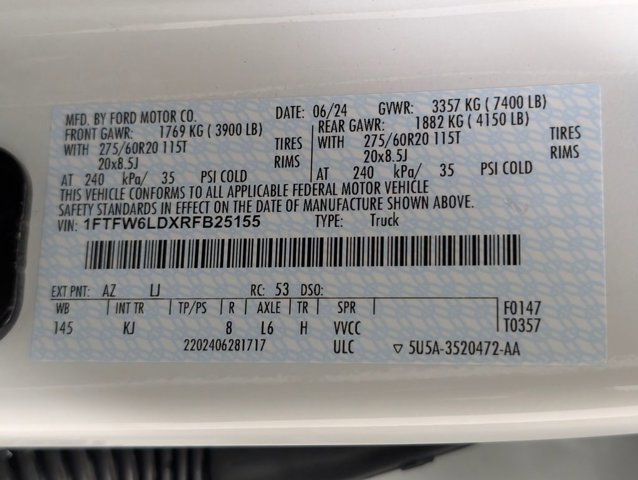 MFD. BY FORD MOTOR CO. DATE: 06/24 GVWR: 3357 KG ( 7400 LB)
FRONT GAWR: 1769 KG ( 3900 LB) REAR GAWR: 1882 KG ( 4150 LB)
WITH 275/60R20 115T TIRES WITH 275/60R20 115T TIRES
20x8.5J RIMS 20x8.5J RIMS
AT 240 kPa/ 35 PSI COLD AT 240 kPa/ 35 PSI COLD
THIS VEHICLE CONFORMS TO ALL APPLICABLE FEDERAL MOTOR VEHICLE
SAFETY STANDARDS IN EFFECT ON THE DATE OF MANUFACTURE SHOWN ABOVE.
VIN: 1FTFW6LDXRFB25155 TYPE: Truck
EXT PNT: AZ LJ RC: 53 DSO:
WB INT TR TP/PS R AXLE TR SPR F0147
145 KJ 8 L6 H VVCC T0357
2202406281717 ULC ▽ 5U5A-3520472-AA